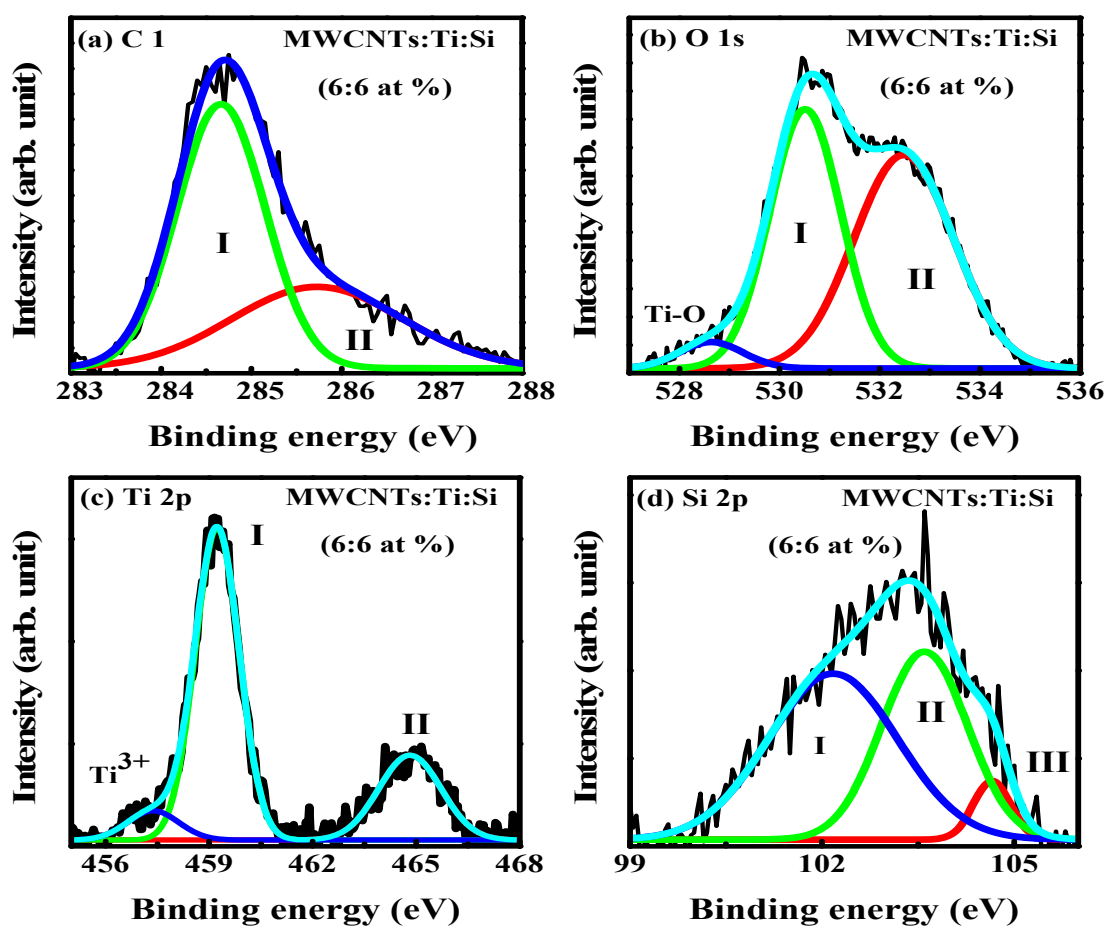 (a) C 1 MWCNTs:Ti:Si
(6:6 at %)
I
II
283 284 285 286 287 288
Binding energy (eV)
Intensity (arb. unit)
(b) O 1s MWCNTs:Ti:Si
(6:6 at %)
I
II
Ti-O
528 530 532 534 536
Binding energy (eV)
Intensity (arb. unit)
(c) Ti 2p MWCNTs:Ti:Si
I
(6:6 at %)
II
Ti³⁺
456 459 462 465 468
Binding energy (eV)
Intensity (arb. unit)
(d) Si 2p MWCNTs:Ti:Si
(6:6 at %)
I
II
III
99 102 105
Binding energy (eV)
Intensity (arb. unit)